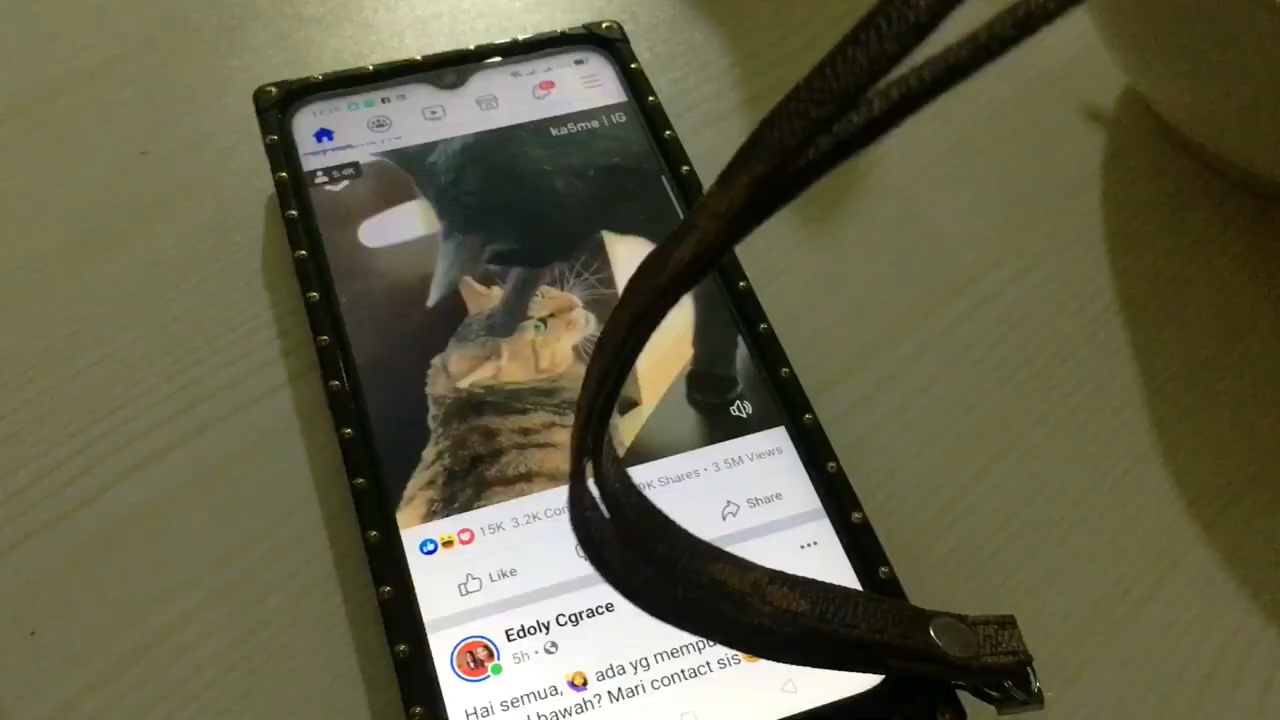 ka5me | IG
3.5M Views
Shares
15K 3.2K
Share
Like
Edoly Cgrace
5h
Hai semua, ada yg
bawah? Mari contact sis